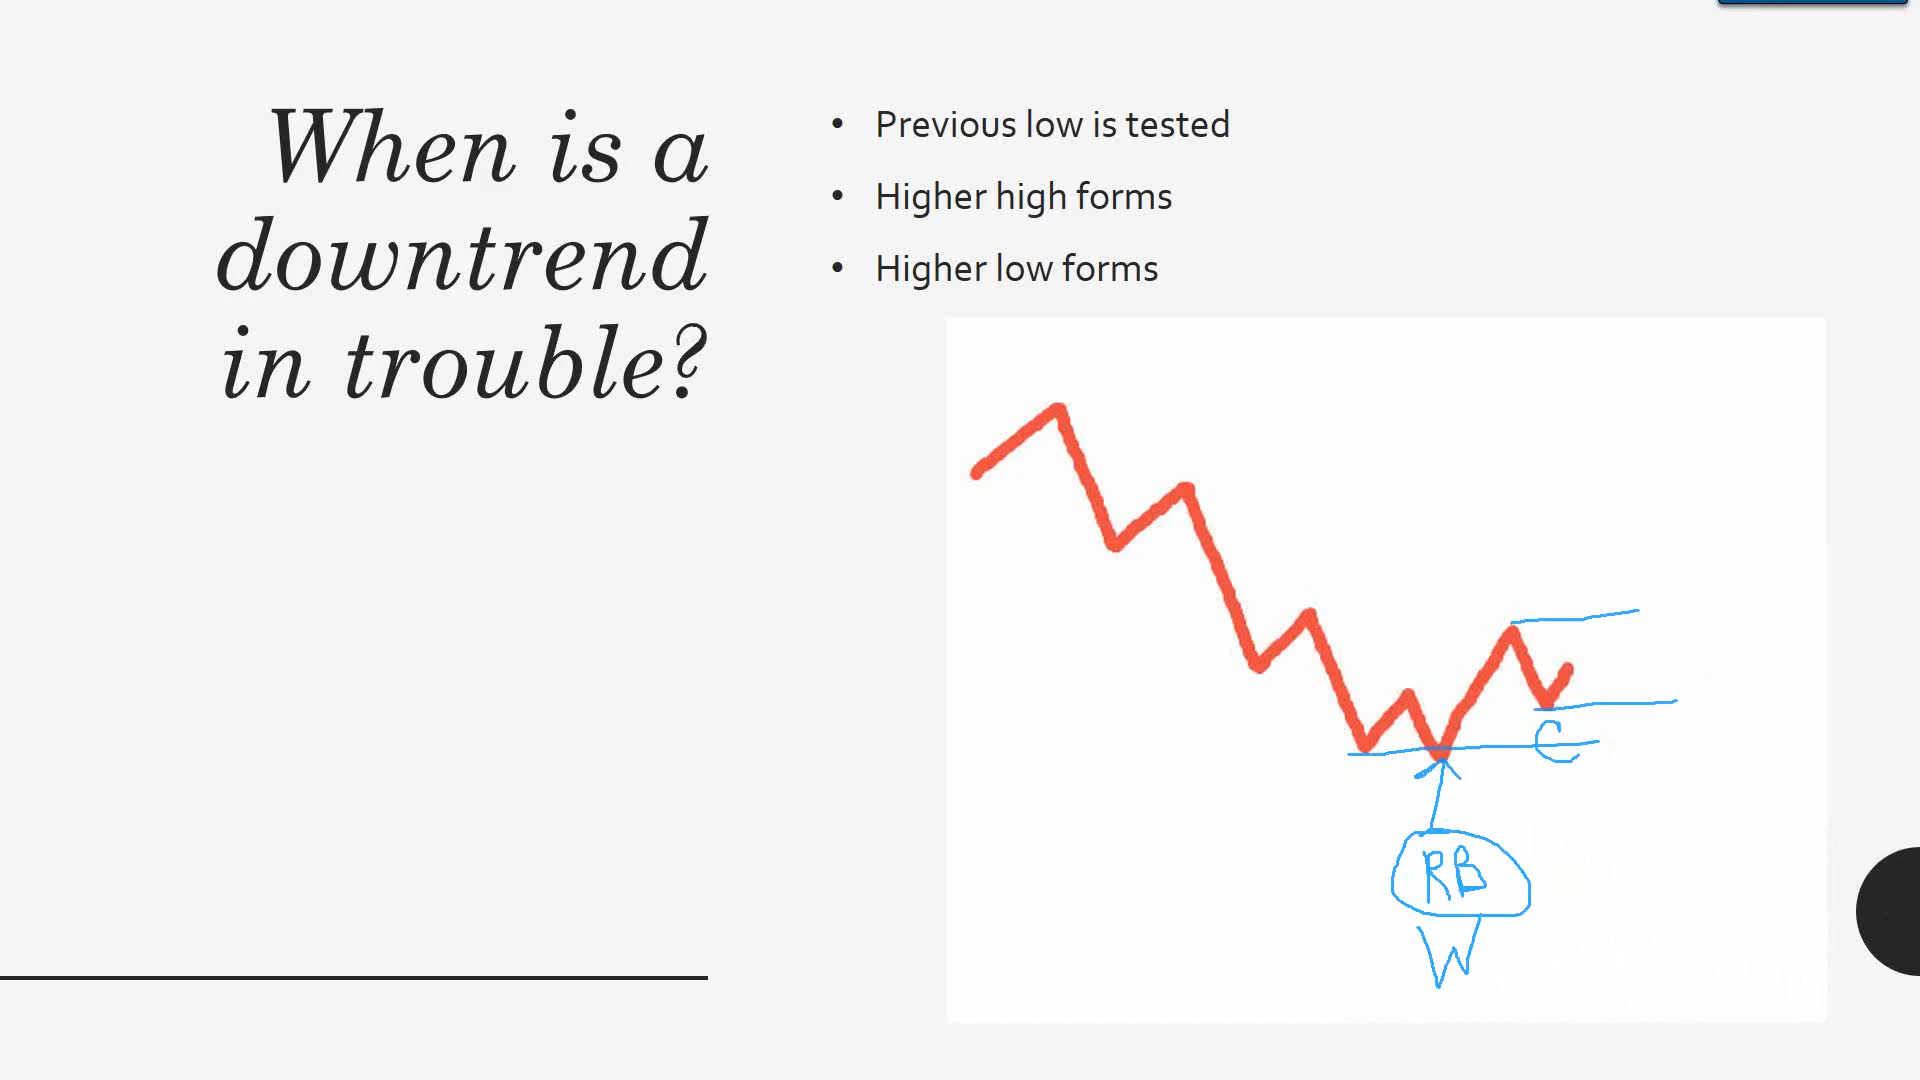 When is a
downtrend
in trouble?
• Previous low is tested
• Higher high forms
• Higher low forms
C
RB
W